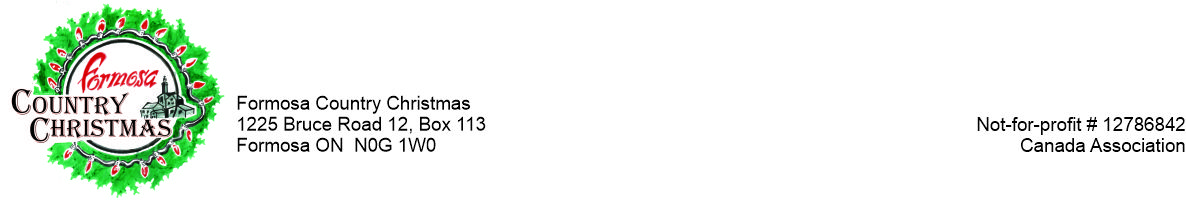 Formosa
COUNTRY
CHRISTMAS
Formosa Country Christmas
1225 Bruce Road 12, Box 113
Formosa ON  N0G 1W0
Not-for-profit # 12786842
Canada Association